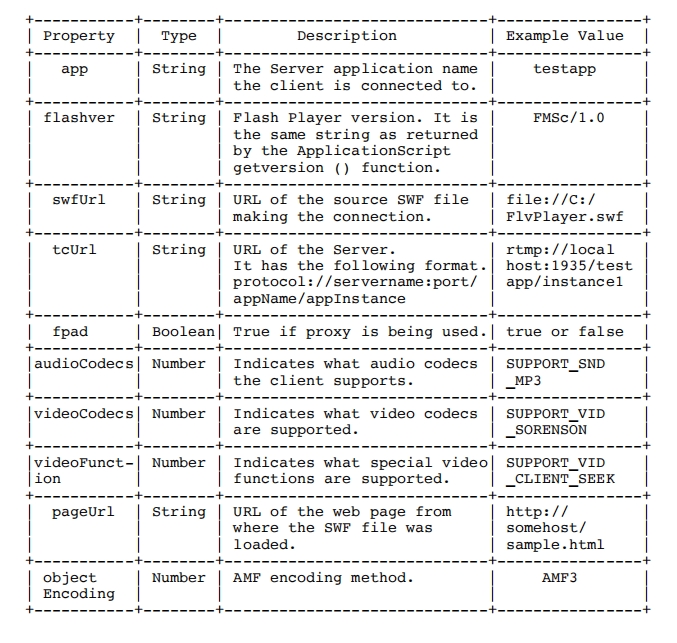 +-----------+--------+-----------------------------+----------------+
| Property  |  Type  |        Description          | Example Value  |
+-----------+--------+-----------------------------+----------------+
|   app     | String | The Server application name |    testapp     |
|           |        | the client is connected to. |                |
+-----------+--------+-----------------------------+----------------+
| flashver  | String | Flash Player version. It is |    FMSc/1.0    |
|           |        | the same string as returned |                |
|           |        | by the ApplicationScript    |                |
|           |        | getversion () function.     |                |
+-----------+--------+-----------------------------+----------------+
|  swfUrl   | String | URL of the source SWF file  | file://C:/     |
|           |        | making the connection.      | FlvPlayer.swf  |
+-----------+--------+-----------------------------+----------------+
|  tcUrl    | String | URL of the Server.          | rtmp://local   |
|           |        | It has the following format.| host:1935/test |
|           |        | protocol://servername:port/ | app/instance1  |
|           |        | appName/appInstance         |                |
+-----------+--------+-----------------------------+----------------+
|  fpad     | Boolean| True if proxy is being used.| true or false  |
+-----------+--------+-----------------------------+----------------+
|audioCodecs| Number | Indicates what audio codecs | SUPPORT_SND    |
|           |        | the client supports.        | _MP3           |
+-----------+--------+-----------------------------+----------------+
|videoCodecs| Number | Indicates what video codecs | SUPPORT_VID    |
|           |        | are supported.              | _SORENSON      |
+-----------+--------+-----------------------------+----------------+
|videoFunct-| Number | Indicates what special video| SUPPORT_VID    |
|ion        |        | functions are supported.    | _CLIENT_SEEK   |
+-----------+--------+-----------------------------+----------------+
|  pageUrl  | String | URL of the web page from    | http://        |
|           |        | where the SWF file was      | somehost/      |
|           |        | loaded.                     | sample.html    |
+-----------+--------+-----------------------------+----------------+
| object    | Number | AMF encoding method.        |     AMF3       |
| Encoding  |        |                             |                |
+-----------+--------+-----------------------------+----------------+